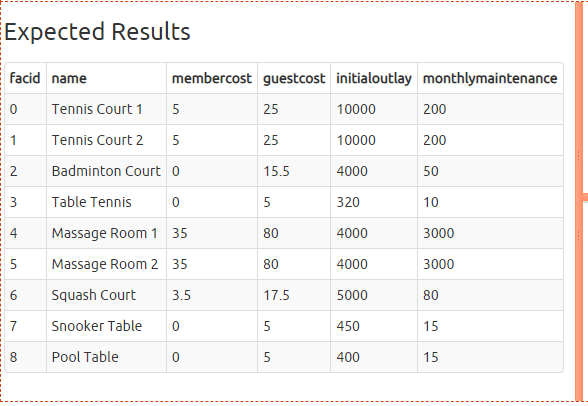 Expected Results
facid name membercost guestcost initialoutlay monthlymaintenance
0 Tennis Court 1 5 25 10000 200
1 Tennis Court 2 5 25 10000 200
2 Badminton Court 0 15.5 4000 50
3 Table Tennis 0 5 320 10
4 Massage Room 1 35 80 4000 3000
5 Massage Room 2 35 80 4000 3000
6 Squash Court 3.5 17.5 5000 80
7 Snooker Table 0 5 450 15
8 Pool Table 0 5 400 15